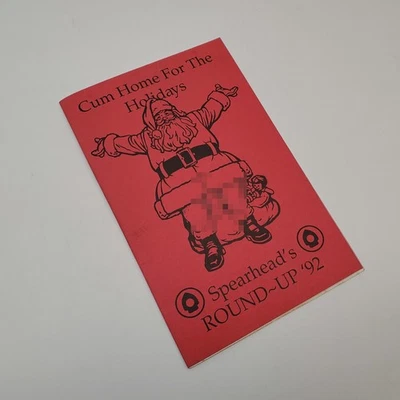 Cum Home For The
Holidays
Spearhead's
ROUND~UP '92